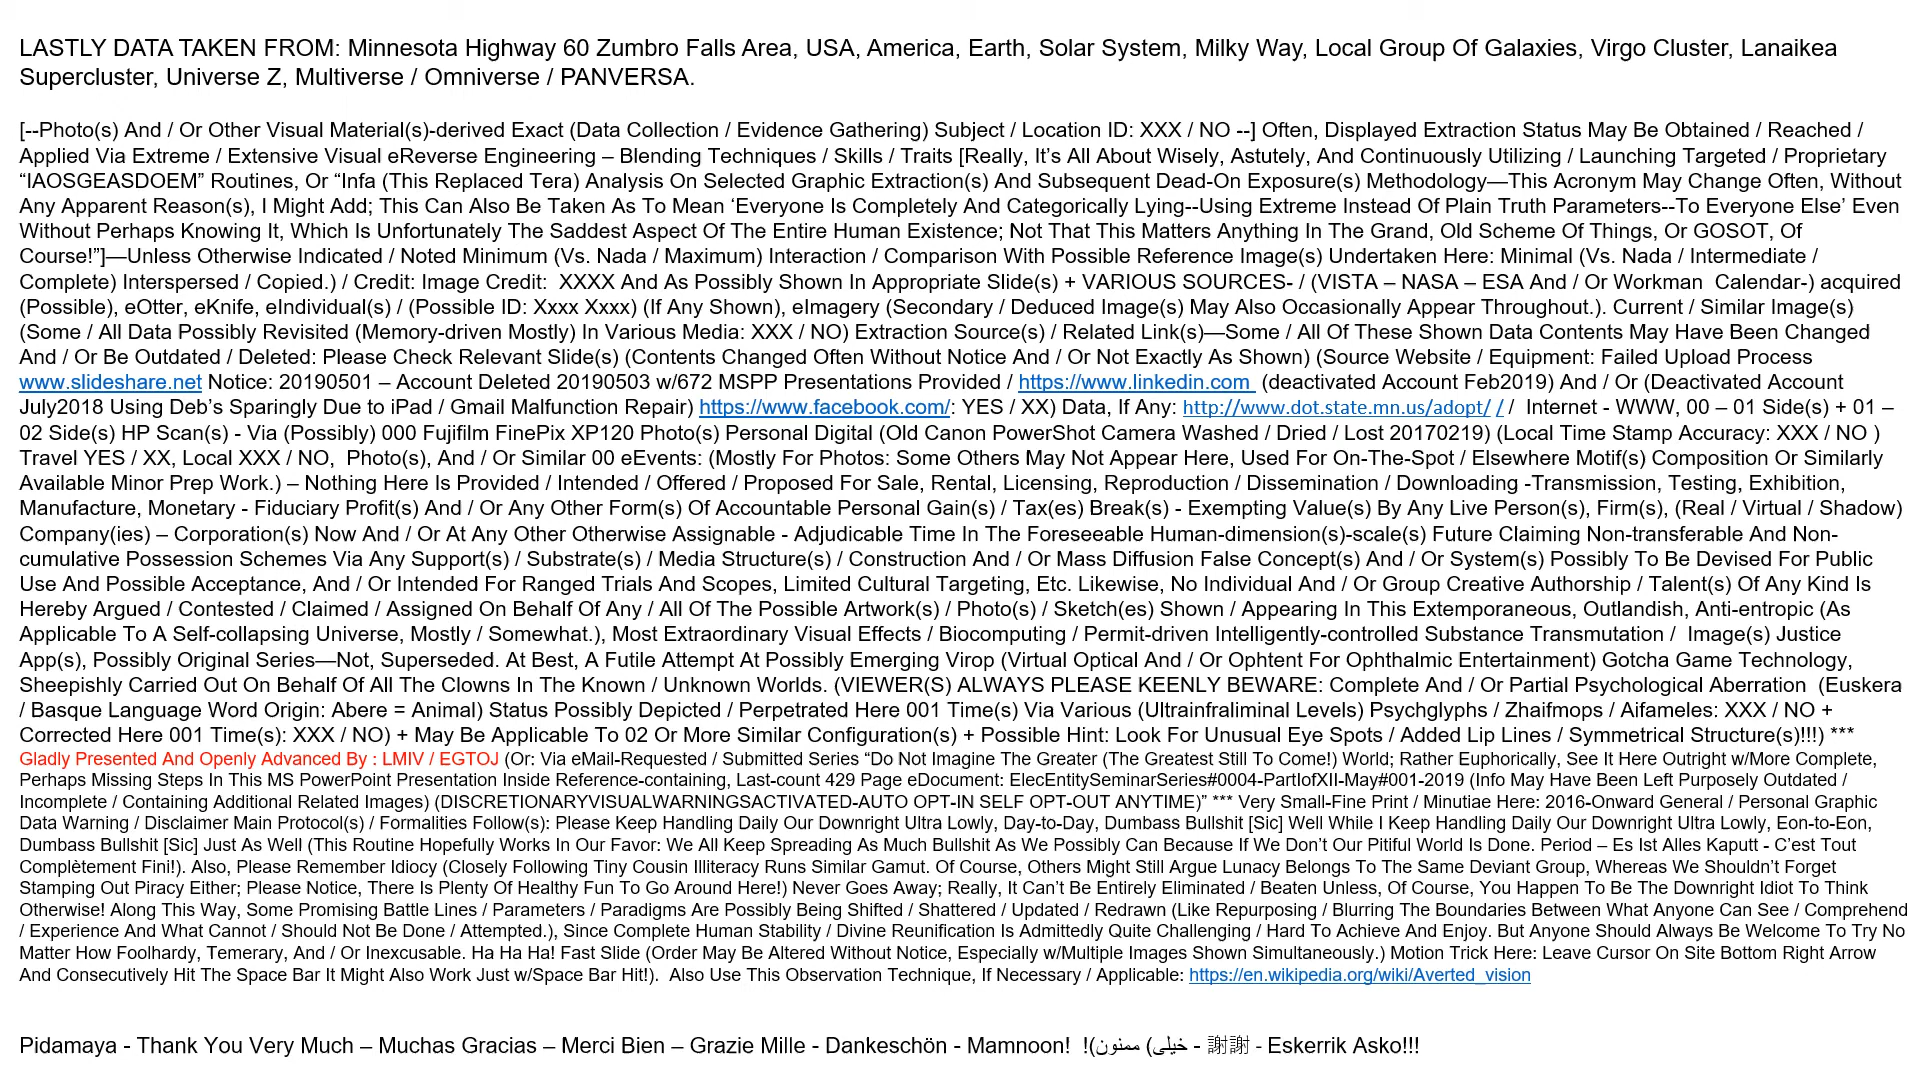 LASTLY DATA TAKEN FROM: Minnesota Highway 60 Zumbro Falls Area, USA, America, Earth, Solar System, Milky Way, Local Group Of Galaxies, Virgo Cluster, Lanaikea
Supercluster, Universe Z, Multiverse / Omniverse / PANVERSA.
[--Photo(s) And / Or Other Visual Material(s)-derived Exact (Data Collection / Evidence Gathering) Subject / Location ID: XXX / NO --] Often, Displayed Extraction Status May Be Obtained / Reached /
Applied Via Extreme / Extensive Visual eReverse Engineering – Blending Techniques / Skills / Traits [Really, It's All About Wisely, Astutely, And Continuously Utilizing / Launching Targeted / Proprietary
“IAOSGEASDOEM” Routines, Or “Infa (This Replaced Tera) Analysis On Selected Graphic Extraction(s) And Subsequent Dead-On Exposure(s) Methodology—This Acronym May Change Often, Without
Any Apparent Reason(s), I Might Add; This Can Also Be Taken As To Mean ‘Everyone Is Completely And Categorically Lying--Using Extreme Instead Of Plain Truth Parameters--To Everyone Else’ Even
Without Perhaps Knowing It, Which Is Unfortunately The Saddest Aspect Of The Entire Human Existence; Not That This Matters Anything In The Grand, Old Scheme Of Things, Or GOSOT, Of
Course!”]—Unless Otherwise Indicated / Noted Minimum (Vs. Nada / Maximum) Interaction / Comparison With Possible Reference Image(s) Undertaken Here: Minimal (Vs. Nada / Intermediate /
Complete) Interspersed / Copied.) / Credit: Image Credit:  XXXX And As Possibly Shown In Appropriate Slide(s) + VARIOUS SOURCES- / (VISTA – NASA – ESA And / Or Workman  Calendar-) acquired
(Possible), eOtter, eKnife, eIndividual(s) / (Possible ID: Xxxx Xxxx) (If Any Shown), eImagery (Secondary / Deduced Image(s) May Also Occasionally Appear Throughout.). Current / Similar Image(s)
(Some / All Data Possibly Revisited (Memory-driven Mostly) In Various Media: XXX / NO) Extraction Source(s) / Related Link(s)—Some / All Of These Shown Data Contents May Have Been Changed
And / Or Be Outdated / Deleted: Please Check Relevant Slide(s) (Contents Changed Often Without Notice And / Or Not Exactly As Shown) (Source Website / Equipment: Failed Upload Process
www.slideshare.net Notice: 20190501 – Account Deleted 20190503 w/672 MSPP Presentations Provided / https://www.linkedin.com  (deactivated Account Feb2019) And / Or (Deactivated Account
July2018 Using Deb's Sparingly Due to iPad / Gmail Malfunction Repair) https://www.facebook.com/: YES / XX) Data, If Any: http://www.dot.state.mn.us/adopt/ / /  Internet - WWW, 00 – 01 Side(s) + 01 –
02 Side(s) HP Scan(s) - Via (Possibly) 000 Fujifilm FinePix XP120 Photo(s) Personal Digital (Old Canon PowerShot Camera Washed / Dried / Lost 20170219) (Local Time Stamp Accuracy: XXX / NO )
Travel YES / XX, Local XXX / NO,  Photo(s), And / Or Similar 00 eEvents: (Mostly For Photos: Some Others May Not Appear Here, Used For On-The-Spot / Elsewhere Motif(s) Composition Or Similarly
Available Minor Prep Work.) – Nothing Here Is Provided / Intended / Offered / Proposed For Sale, Rental, Licensing, Reproduction / Dissemination / Downloading -Transmission, Testing, Exhibition,
Manufacture, Monetary - Fiduciary Profit(s) And / Or Any Other Form(s) Of Accountable Personal Gain(s) / Tax(es) Break(s) - Exempting Value(s) By Any Live Person(s), Firm(s), (Real / Virtual / Shadow)
Company(ies) – Corporation(s) Now And / Or At Any Other Otherwise Assignable - Adjudicable Time In The Foreseeable Human-dimension(s)-scale(s) Future Claiming Non-transferable And Non-
cumulative Possession Schemes Via Any Support(s) / Substrate(s) / Media Structure(s) / Construction And / Or Mass Diffusion False Concept(s) And / Or System(s) Possibly To Be Devised For Public
Use And Possible Acceptance, And / Or Intended For Ranged Trials And Scopes, Limited Cultural Targeting, Etc. Likewise, No Individual And / Or Group Creative Authorship / Talent(s) Of Any Kind Is
Hereby Argued / Contested / Claimed / Assigned On Behalf Of Any / All Of The Possible Artwork(s) / Photo(s) / Sketch(es) Shown / Appearing In This Extemporaneous, Outlandish, Anti-entropic (As
Applicable To A Self-collapsing Universe, Mostly / Somewhat.), Most Extraordinary Visual Effects / Biocomputing / Permit-driven Intelligently-controlled Substance Transmutation /  Image(s) Justice
App(s), Possibly Original Series—Not, Superseded. At Best, A Futile Attempt At Possibly Emerging Virop (Virtual Optical And / Or Ophtent For Ophthalmic Entertainment) Gotcha Game Technology,
Sheepishly Carried Out On Behalf Of All The Clowns In The Known / Unknown Worlds. (VIEWER(S) ALWAYS PLEASE KEENLY BEWARE: Complete And / Or Partial Psychological Aberration  (Euskera
/ Basque Language Word Origin: Abere = Animal) Status Possibly Depicted / Perpetrated Here 001 Time(s) Via Various (Ultrainfraliminal Levels) Psychglyphs / Zhaifmops / Aifameles: XXX / NO +
Corrected Here 001 Time(s): XXX / NO) + May Be Applicable To 02 Or More Similar Configuration(s) + Possible Hint: Look For Unusual Eye Spots / Added Lip Lines / Symmetrical Structure(s)!!!) ***
Gladly Presented And Openly Advanced By : LMIV / EGTOJ (Or: Via eMail-Requested / Submitted Series “Do Not Imagine The Greater (The Greatest Still To Come!) World; Rather Euphorically, See It Here Outright w/More Complete,
Perhaps Missing Steps In This MS PowerPoint Presentation Inside Reference-containing, Last-count 429 Page eDocument: ElecEntitySeminarSeries#0004-PartIofXII-May#001-2019 (Info May Have Been Left Purposely Outdated /
Incomplete / Containing Additional Related Images) (DISCRETIONARYVISUALWARNINGSACTIVATED-AUTO OPT-IN SELF OPT-OUT ANYTIME)” *** Very Small-Fine Print / Minutiae Here: 2016-Onward General / Personal Graphic
Data Warning / Disclaimer Main Protocol(s) / Formalities Follow(s): Please Keep Handling Daily Our Downright Ultra Lowly, Day-to-Day, Dumbass Bullshit [Sic] Well While I Keep Handling Daily Our Downright Ultra Lowly, Eon-to-Eon,
Dumbass Bullshit [Sic] Just As Well (This Routine Hopefully Works In Our Favor: We All Keep Spreading As Much Bullshit As We Possibly Can Because If We Don't Our Pitiful World Is Done. Period – Es Ist Alles Kaputt - C'est Tout
Complètement Fini!). Also, Please Remember Idiocy (Closely Following Tiny Cousin Illiteracy Runs Similar Gamut. Of Course, Others Might Still Argue Lunacy Belongs To The Same Deviant Group, Whereas We Shouldn't Forget
Stamping Out Piracy Either; Please Notice, There Is Plenty Of Healthy Fun To Go Around Here!) Never Goes Away; Really, It Can't Be Entirely Eliminated / Beaten Unless, Of Course, You Happen To Be The Downright Idiot To Think
Otherwise! Along This Way, Some Promising Battle Lines / Parameters / Paradigms Are Possibly Being Shifted / Shattered / Updated / Redrawn (Like Repurposing / Blurring The Boundaries Between What Anyone Can See / Comprehend
/ Experience And What Cannot / Should Not Be Done / Attempted.), Since Complete Human Stability / Divine Reunification Is Admittedly Quite Challenging / Hard To Achieve And Enjoy. But Anyone Should Always Be Welcome To Try No
Matter How Foolhardy, Temerary, And / Or Inexcusable. Ha Ha Ha! Fast Slide (Order May Be Altered Without Notice, Especially w/Multiple Images Shown Simultaneously.) Motion Trick Here: Leave Cursor On Site Bottom Right Arrow
And Consecutively Hit The Space Bar It Might Also Work Just w/Space Bar Hit!).  Also Use This Observation Technique, If Necessary / Applicable: https://en.wikipedia.org/wiki/Averted_vision
Pidamaya - Thank You Very Much – Muchas Gracias – Merci Bien – Grazie Mille - Dankeschön - Mamnoon!  !(خیلی) ممنون - 謝謝 - Eskerrik Asko!!!